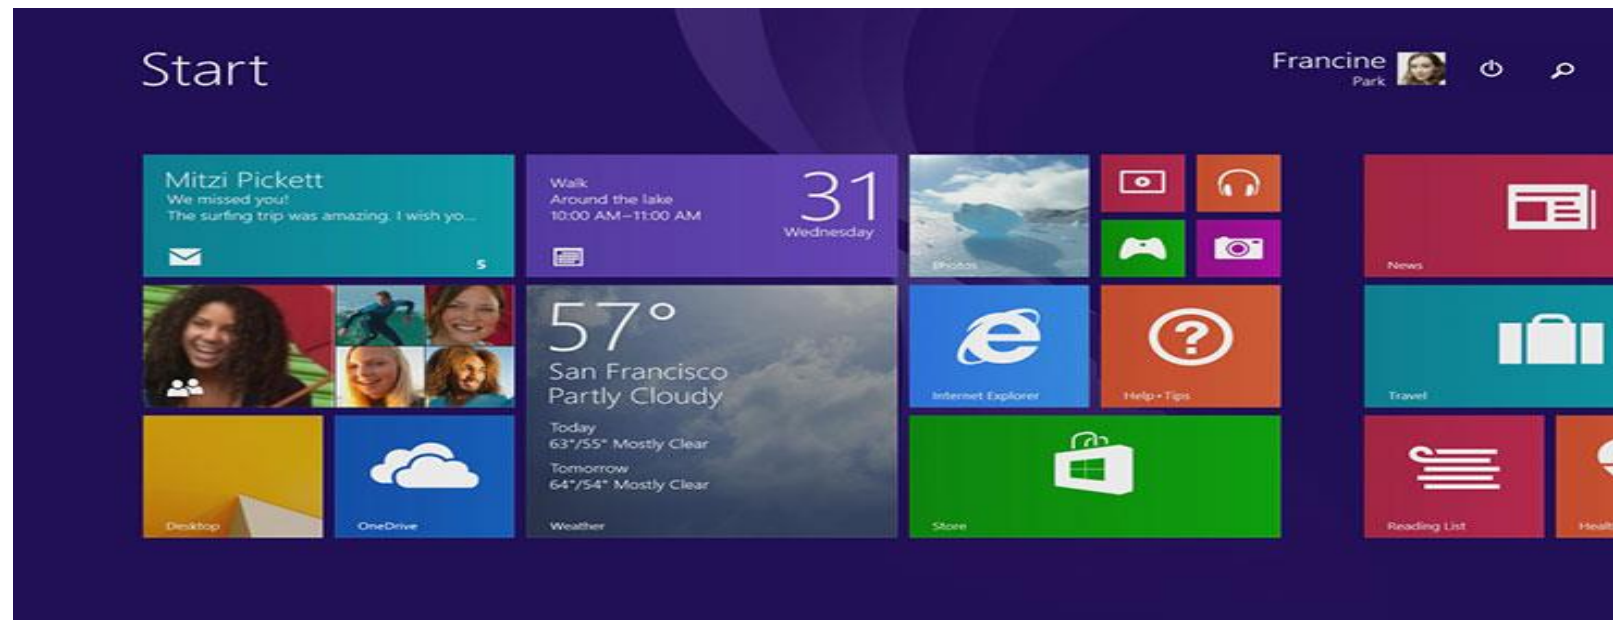 Start
Francine
Park
Mitzi Pickett
We missed you!
The surfing trip was amazing. I wish yo...
5
Walk
Around the lake
10:00 AM–11:00 AM
31
Wednesday
Photos
News
57°
San Francisco
Partly Cloudy
Today
63°/55° Mostly Clear
Tomorrow
64°/54° Mostly Clear
Weather
Internet Explorer
Help+Tips
Travel
Desktop
OneDrive
Store
Reading List
Healt